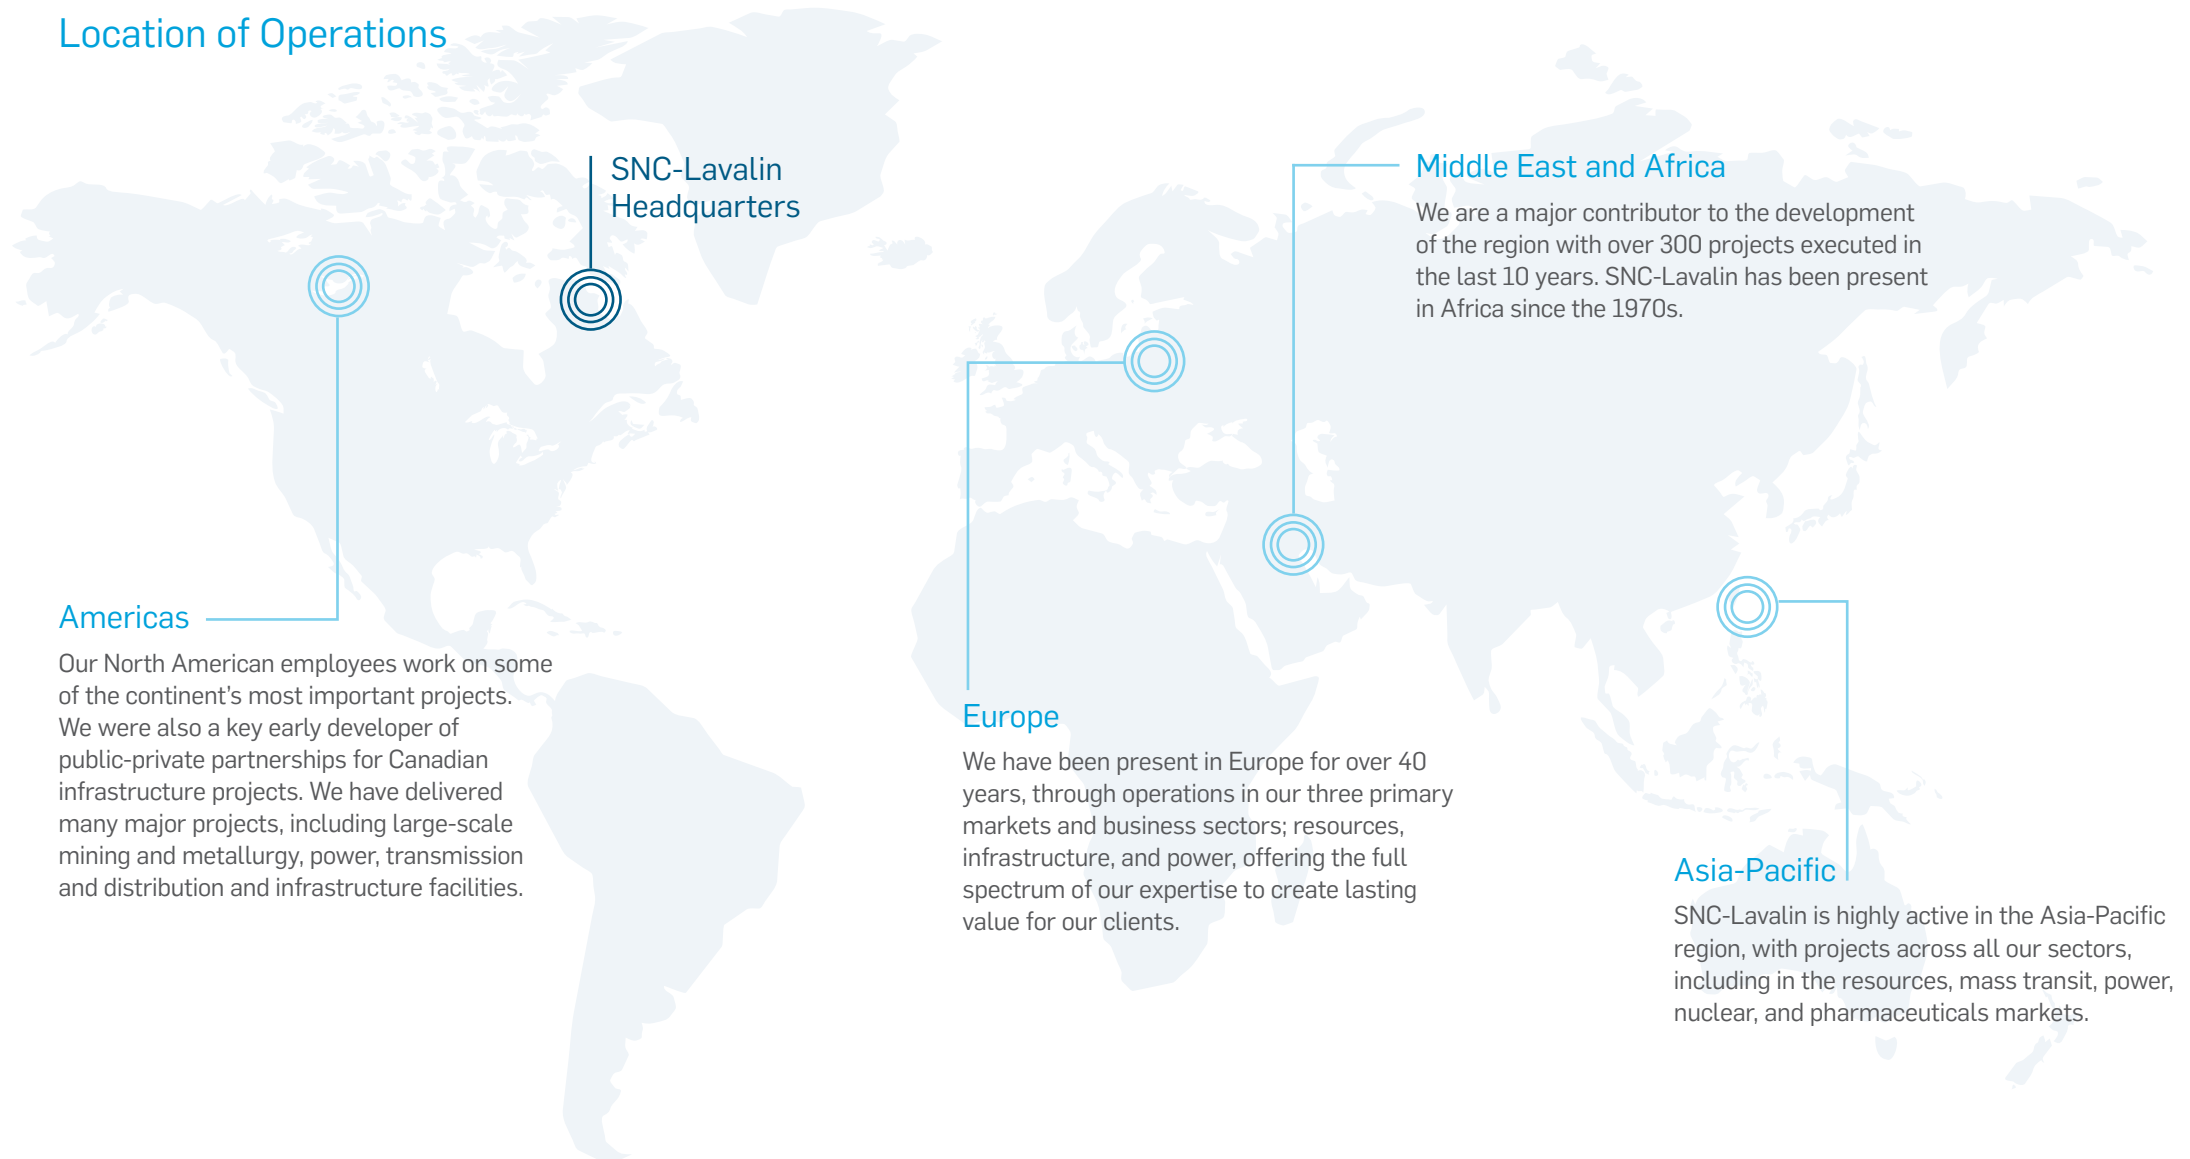 Location of Operations
SNC-Lavalin
Headquarters
Middle East and Africa
We are a major contributor to the development
of the region with over 300 projects executed in
the last 10 years. SNC-Lavalin has been present
in Africa since the 1970s.
Americas
Our North American employees work on some
of the continent's most important projects.
We were also a key early developer of
public-private partnerships for Canadian
infrastructure projects. We have delivered
many major projects, including large-scale
mining and metallurgy, power, transmission
and distribution and infrastructure facilities.
Europe
We have been present in Europe for over 40
years, through operations in our three primary
markets and business sectors; resources,
infrastructure, and power, offering the full
spectrum of our expertise to create lasting
value for our clients.
Asia-Pacific
SNC-Lavalin is highly active in the Asia-Pacific
region, with projects across all our sectors,
including in the resources, mass transit, power,
nuclear, and pharmaceuticals markets.